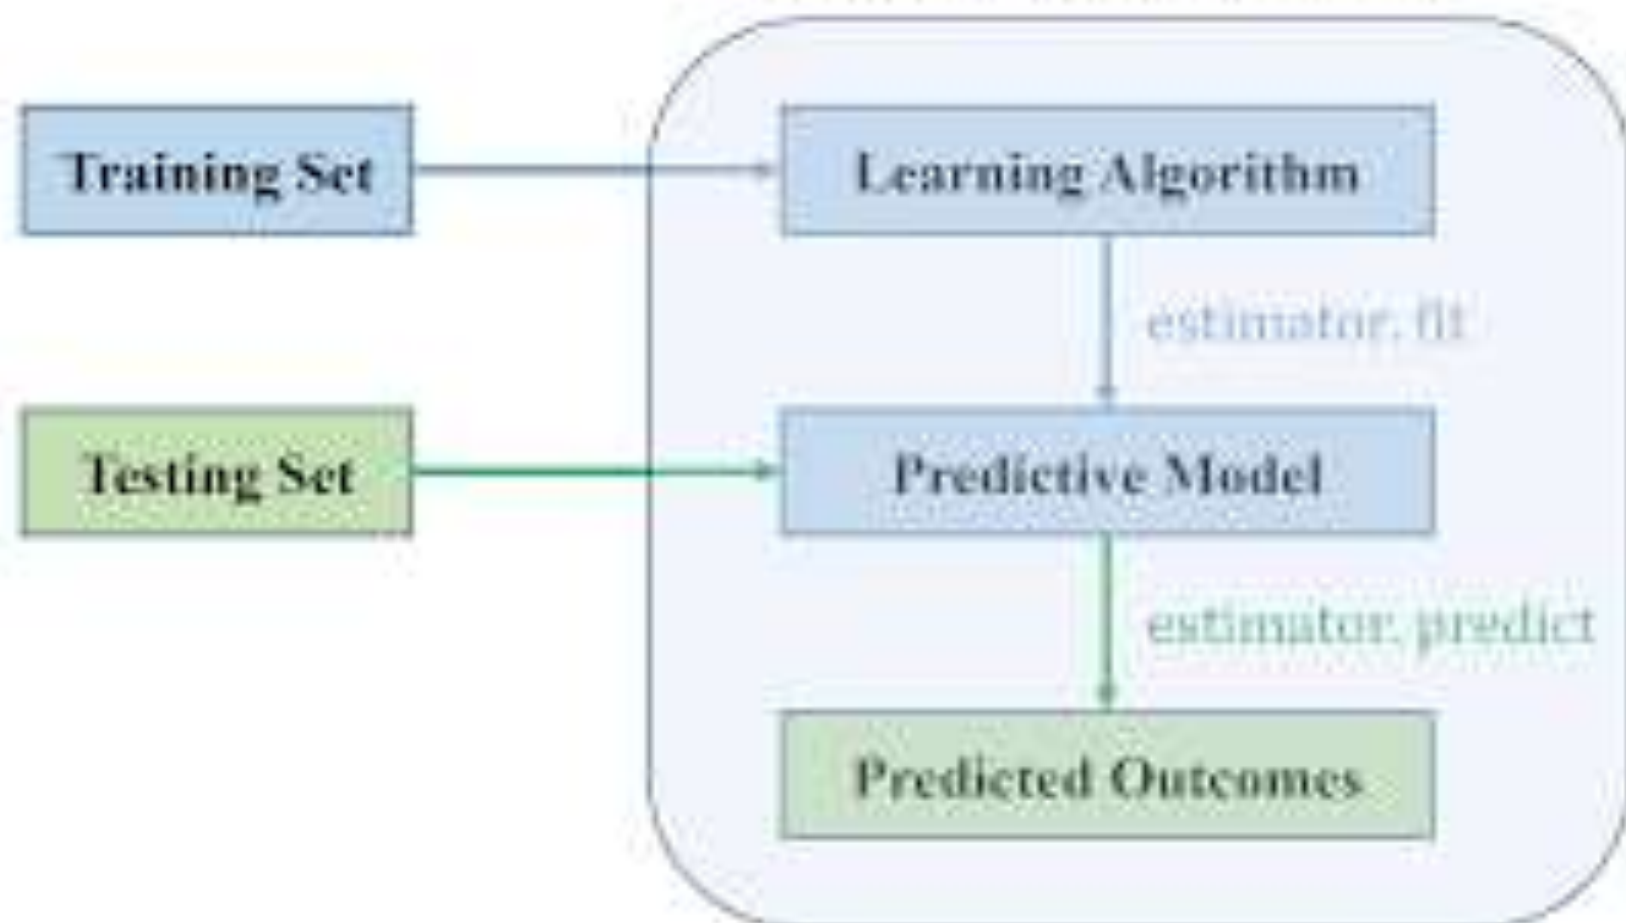 Training Set
Learning Algorithm
estimator. fit
Testing Set
Predictive Model
estimator. predict
Predicted Outcomes